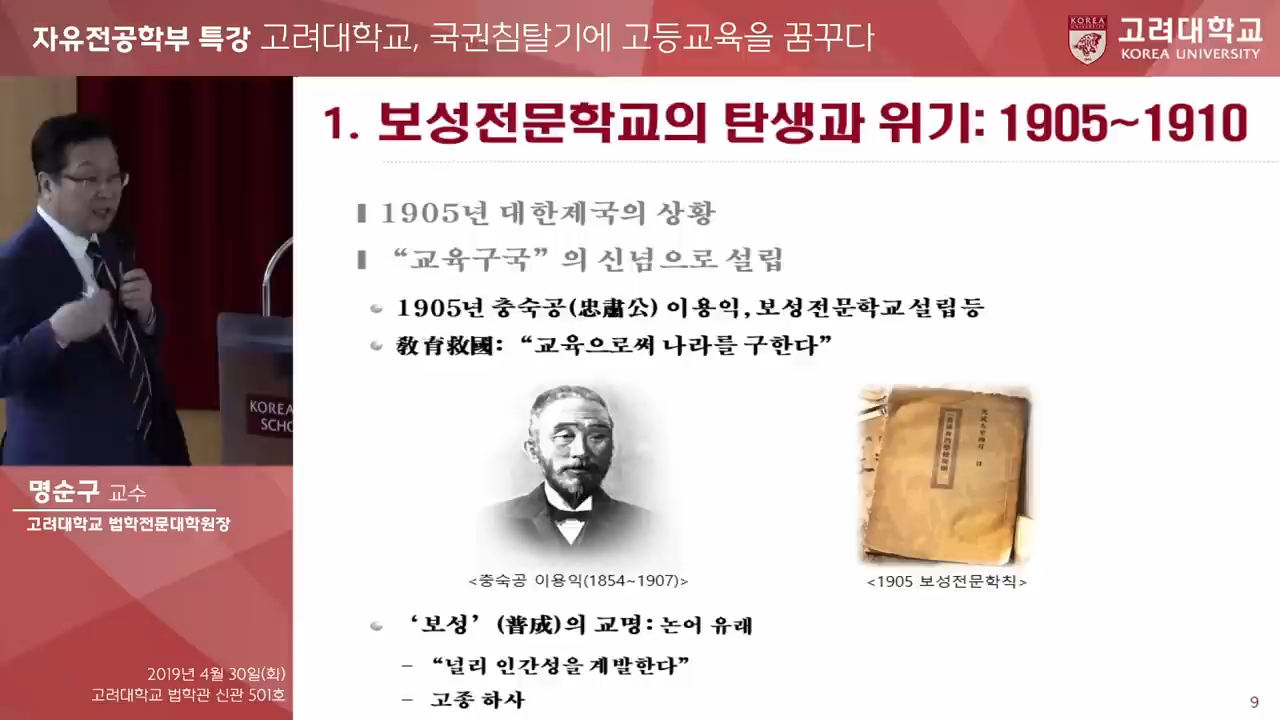 자유전공학부 특강 고려대학교, 국권침탈기에 고등교육을 꿈꾸다
KOREA
UNIVERSITY
고려대학교
KOREA UNIVERSITY
1. 보성전문학교의 탄생과 위기: 1905~1910
1905년 대한제국의 상황
“교육구국”의 신념으로 설립
1905년 충숙공(忠肅公) 이용익, 보성전문학교설립등
敎育救國: “교육으로써 나라를 구한다”
KOREA
SCHO
<충숙공 이용익(1854~1907)>
<1905 보성전문학칙>
‘보성’ (普成)의 교명: 논어 유래
– “널리 인간성을 계발한다”
– 고종 하사
명순구 교수
고려대학교 법학전문대학원장
2019년 4월 30일(화)
고려대학교 법학관 신관 501호
9